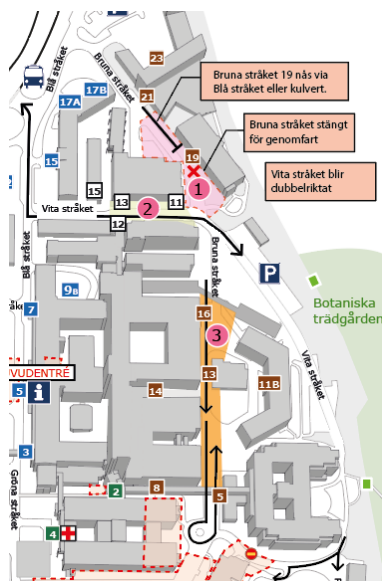 P
Blå stråket
Bruna stråket
23
17B
17A
21
Bruna stråket 19 nås via
Blå stråket eller kulvert.
Bruna stråket stängt
för genomfart
Vita stråket blir
dubbelriktat
15
19
15
13
11
1
2
Vita stråket
12
Blå stråket
Bruna stråket
P
9B
7
16
3
Botaniska
trädgården
Vita stråket
VUDENTRÉ
5
i
13
14
11B
3
Gröna stråket
2
8
5
4